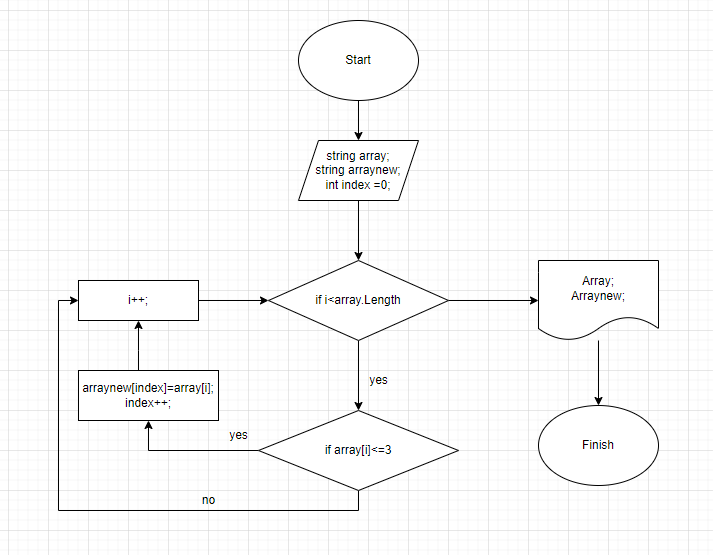 Start
string array;
string arraynew;
int index =0;
i++;
if i<array.Length
Array;
Arraynew;
yes
arraynew[index]=array[i];
index++;
yes
if array[i]<=3
Finish
no